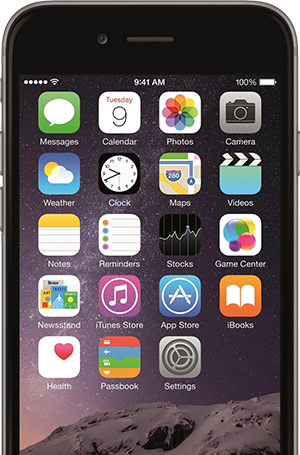 9:41 AM 100%
Tuesday
9
Messages Calendar Photos Camera
280
Weather Clock Maps Videos
Notes Reminders Stocks Game Center
Newsstand iTunes Store App Store iBooks
Health Passbook Settings